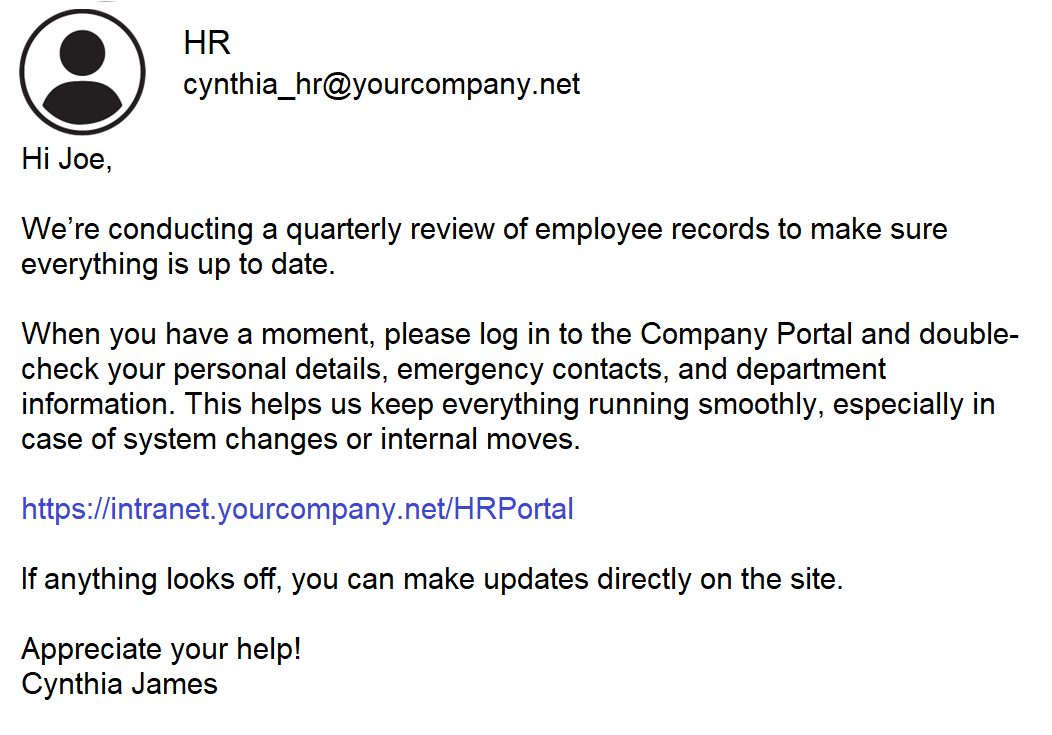 HR
cynthia_hr@yourcompany.net
Hi Joe,
We’re conducting a quarterly review of employee records to make sure
everything is up to date.
When you have a moment, please log in to the Company Portal and double-
check your personal details, emergency contacts, and department
information. This helps us keep everything running smoothly, especially in
case of system changes or internal moves.
https://intranet.yourcompany.net/HRPortal
If anything looks off, you can make updates directly on the site.
Appreciate your help!
Cynthia James